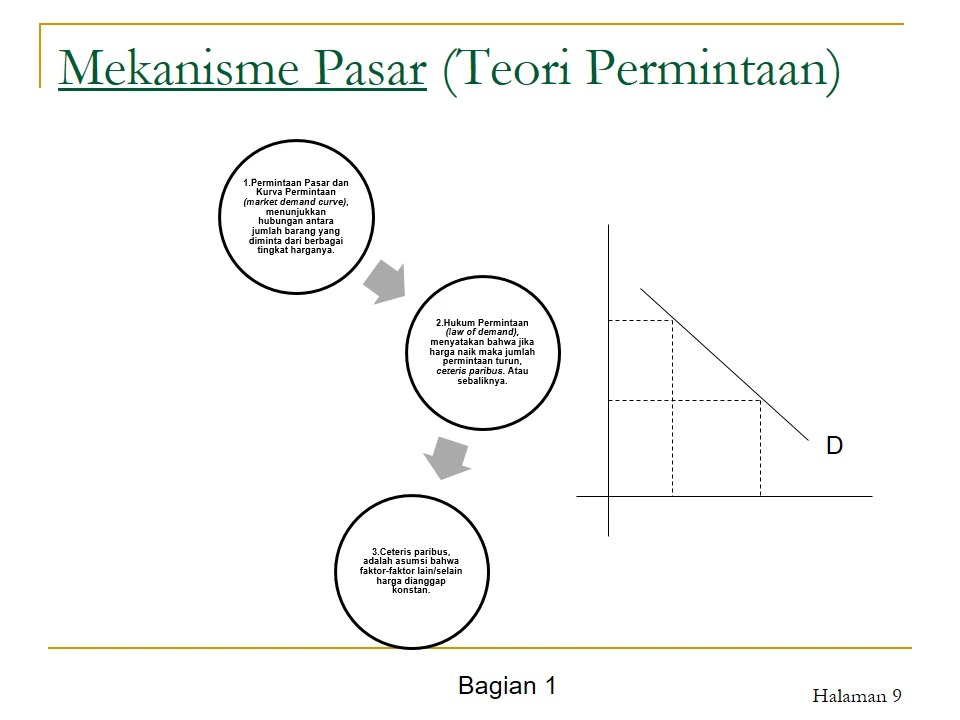 Mekanisme Pasar (Teori Permintaan)
1.Permintaan Pasar dan
Kurva Permintaan
(market demand curve),
menunjukkan
hubungan antara
jumlah barang yang
diminta dari berbagai
tingkat harganya.
2.Hukum Permintaan
(law of demand),
menyatakan bahwa jika
harga naik maka jumlah
permintaan turun,
ceteris paribus. Atau
sebaliknya.
3.Ceteris paribus,
adalah asumsi bahwa
faktor-faktor lain/selain
harga dianggap
konstan.
D
Bagian 1
Halaman 9